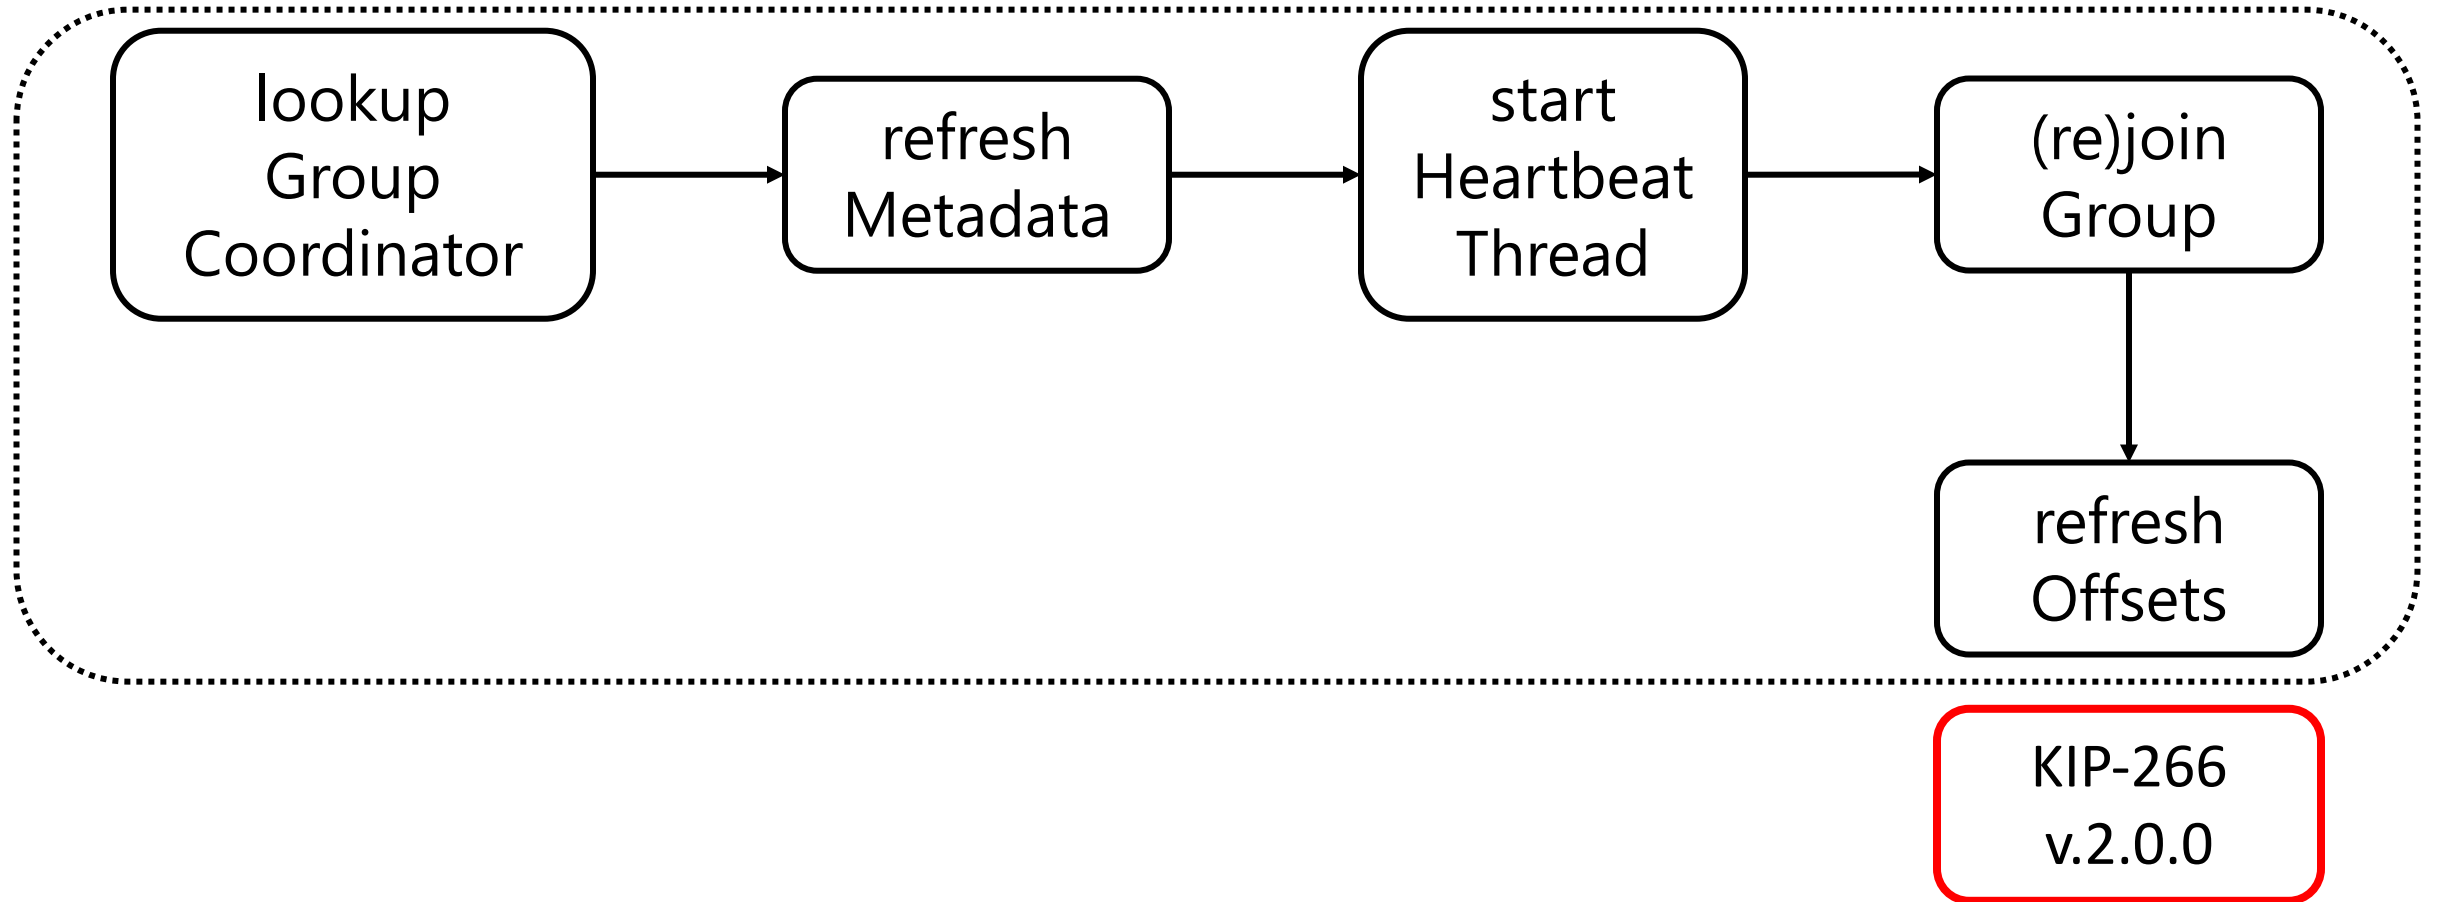 lookup
Group
Coordinator
refresh
Metadata
start
Heartbeat
Thread
(re)join
Group
refresh
Offsets
KIP-266
v.2.0.0